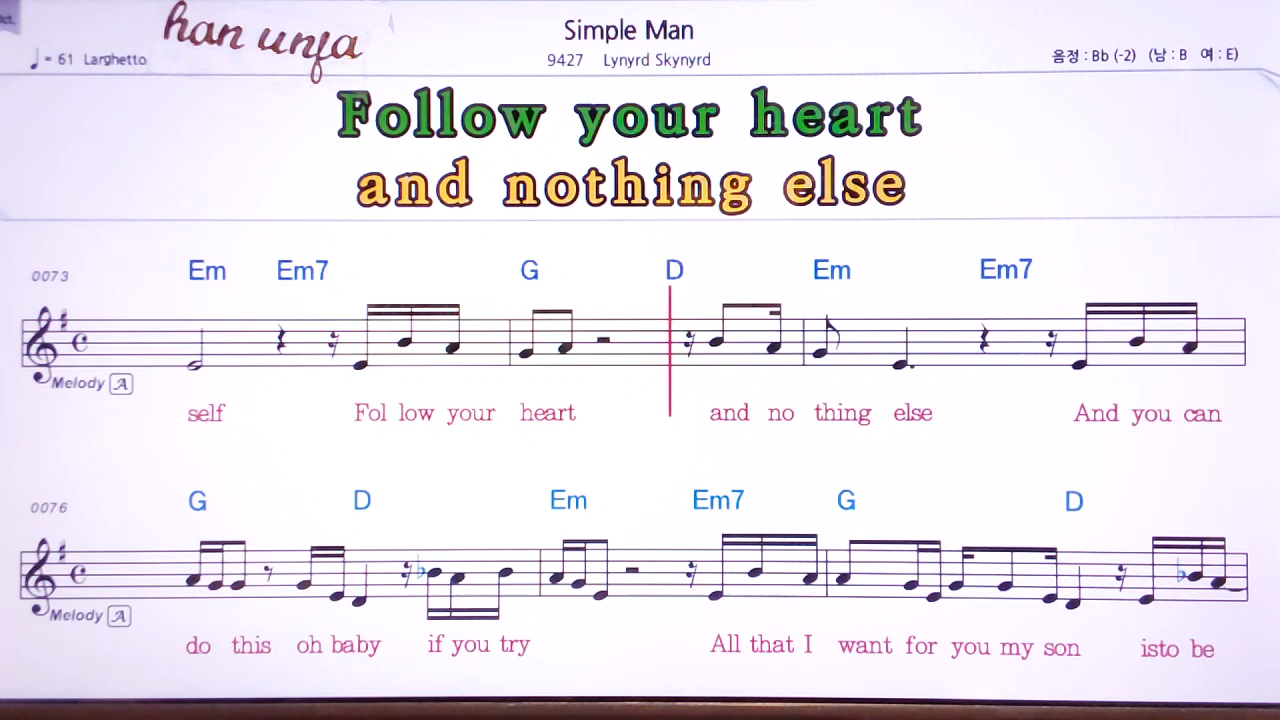 han unja
Simple Man
♩= 61 Larghetto
9427 Lynyrd Skynyrd
음정 : Bb (-2) (남 : B 여 : E)
Follow your heart
and nothing else
0073
Em Em7 G D Em Em7
Melody A
self Fol low your heart and no thing else And you can
0076
G D Em Em7 G D
Melody A
do this oh baby if you try All that I want for you my son isto be